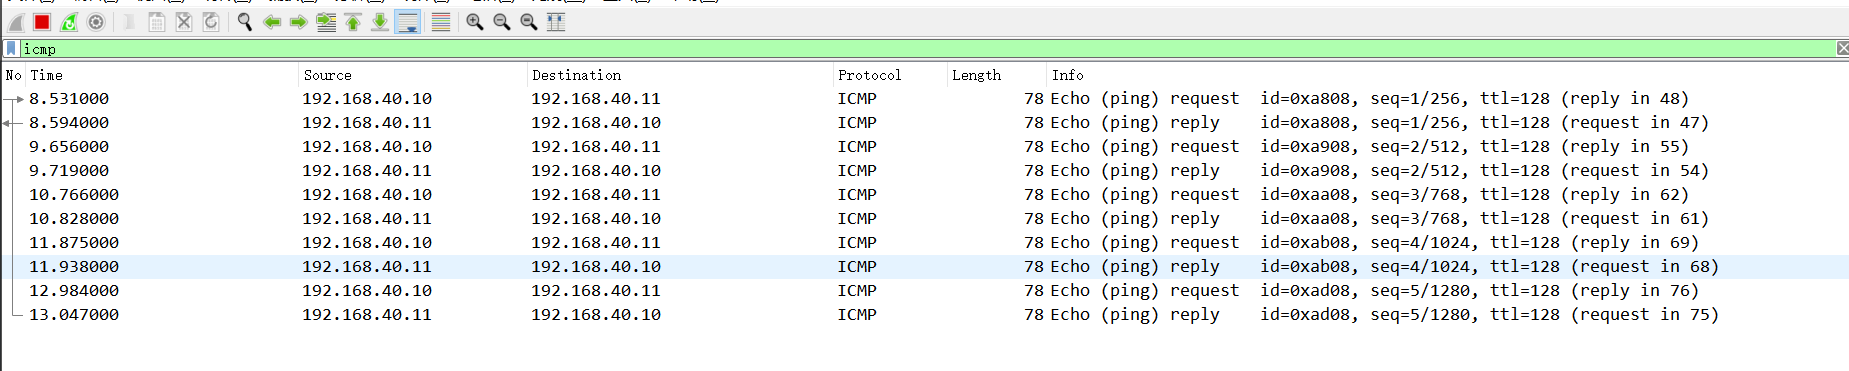 icmp
No Time Source Destination Protocol Length Info
8.531000 192.168.40.10 192.168.40.11 ICMP 78 Echo (ping) request id=0xa808, seq=1/256, ttl=128 (reply in 48)
8.594000 192.168.40.11 192.168.40.10 ICMP 78 Echo (ping) reply id=0xa808, seq=1/256, ttl=128 (request in 47)
9.656000 192.168.40.10 192.168.40.11 ICMP 78 Echo (ping) request id=0xa908, seq=2/512, ttl=128 (reply in 55)
9.719000 192.168.40.11 192.168.40.10 ICMP 78 Echo (ping) reply id=0xa908, seq=2/512, ttl=128 (request in 54)
10.766000 192.168.40.10 192.168.40.11 ICMP 78 Echo (ping) request id=0xaa08, seq=3/768, ttl=128 (reply in 62)
10.828000 192.168.40.11 192.168.40.10 ICMP 78 Echo (ping) reply id=0xaa08, seq=3/768, ttl=128 (request in 61)
11.875000 192.168.40.10 192.168.40.11 ICMP 78 Echo (ping) request id=0xab08, seq=4/1024, ttl=128 (reply in 69)
11.938000 192.168.40.11 192.168.40.10 ICMP 78 Echo (ping) reply id=0xab08, seq=4/1024, ttl=128 (request in 68)
12.984000 192.168.40.10 192.168.40.11 ICMP 78 Echo (ping) request id=0xad08, seq=5/1280, ttl=128 (reply in 76)
13.047000 192.168.40.11 192.168.40.10 ICMP 78 Echo (ping) reply id=0xad08, seq=5/1280, ttl=128 (request in 75)